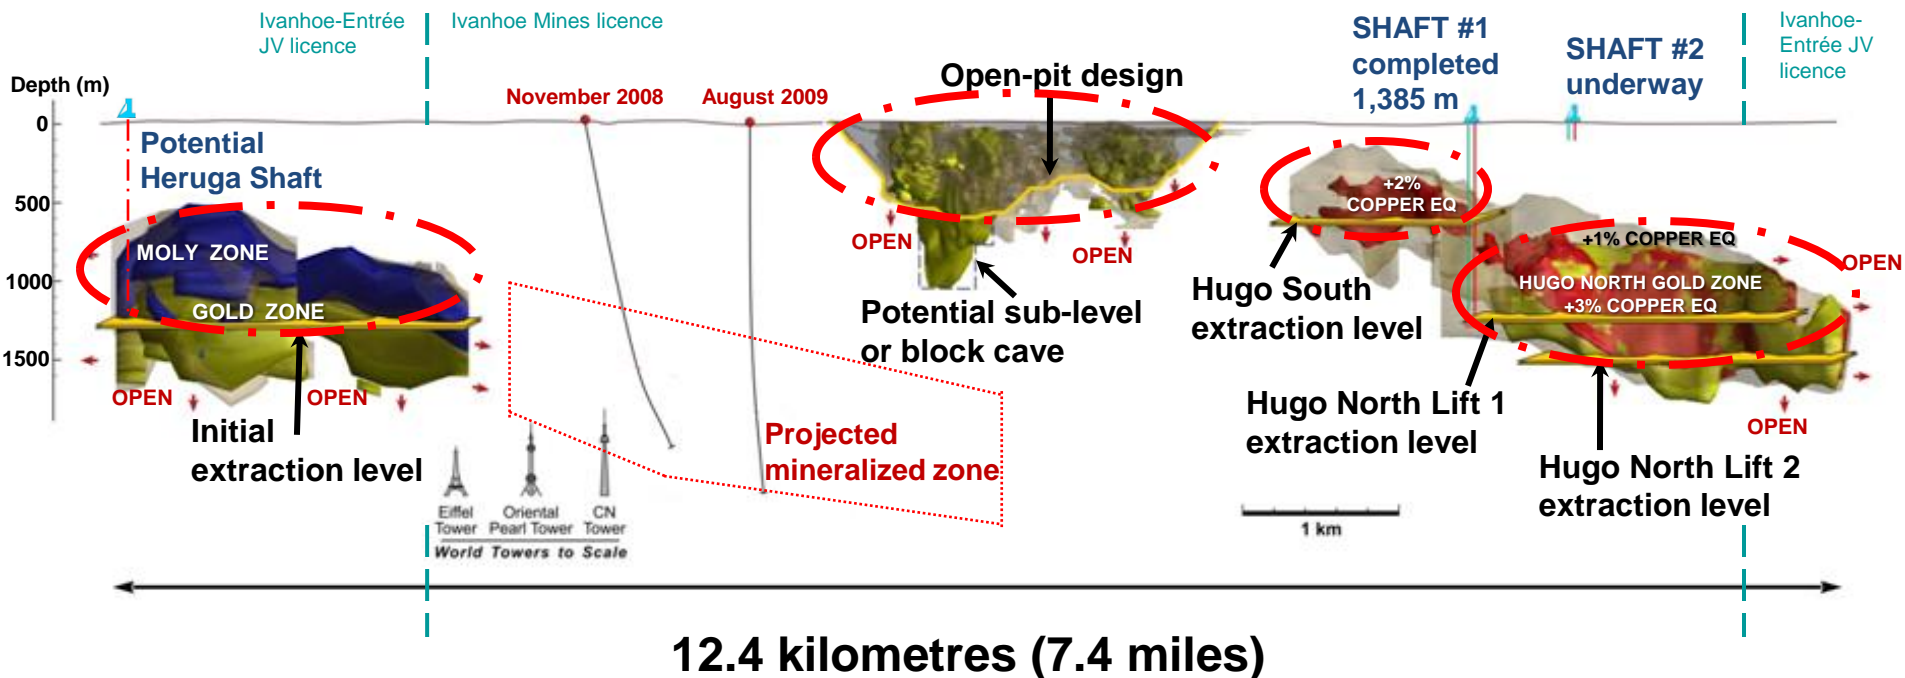 Ivanhoe-Entrée
JV licence
Ivanhoe Mines licence
SHAFT #1
completed
1,385 m
SHAFT #2
underway
Ivanhoe-
Entrée JV
licence
Depth (m)
0
500
1000
1500
November 2008
August 2009
Open-pit design
Potential
Heruga Shaft
MOLY ZONE
GOLD ZONE
OPEN
OPEN
Initial
extraction level
Eiffel
Tower
Oriental
Pearl Tower
CN
Tower
World Towers to Scale
Projected
mineralized zone
OPEN
OPEN
Potential sub-level
or block cave
+2%
COPPER EQ
Hugo South
extraction level
+1% COPPER EQ
HUGO NORTH GOLD ZONE
+3% COPPER EQ
OPEN
OPEN
Hugo North Lift 1
extraction level
Hugo North Lift 2
extraction level
1 km
12.4 kilometres (7.4 miles)